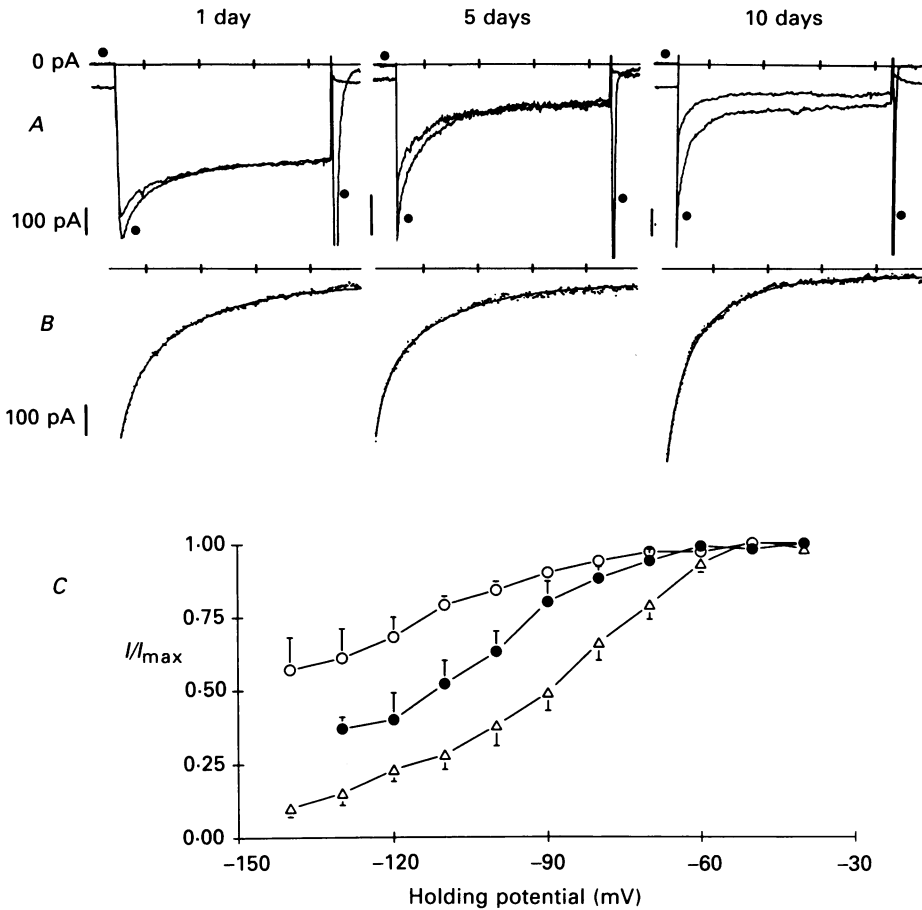 1 day 5 days 10 days
0 pA
A
100 pA
B
100 pA
C
1·00
0·75
I/Imax
0·50
0·25
0·00
−150 −120 −90 −60 −30
Holding potential (mV)